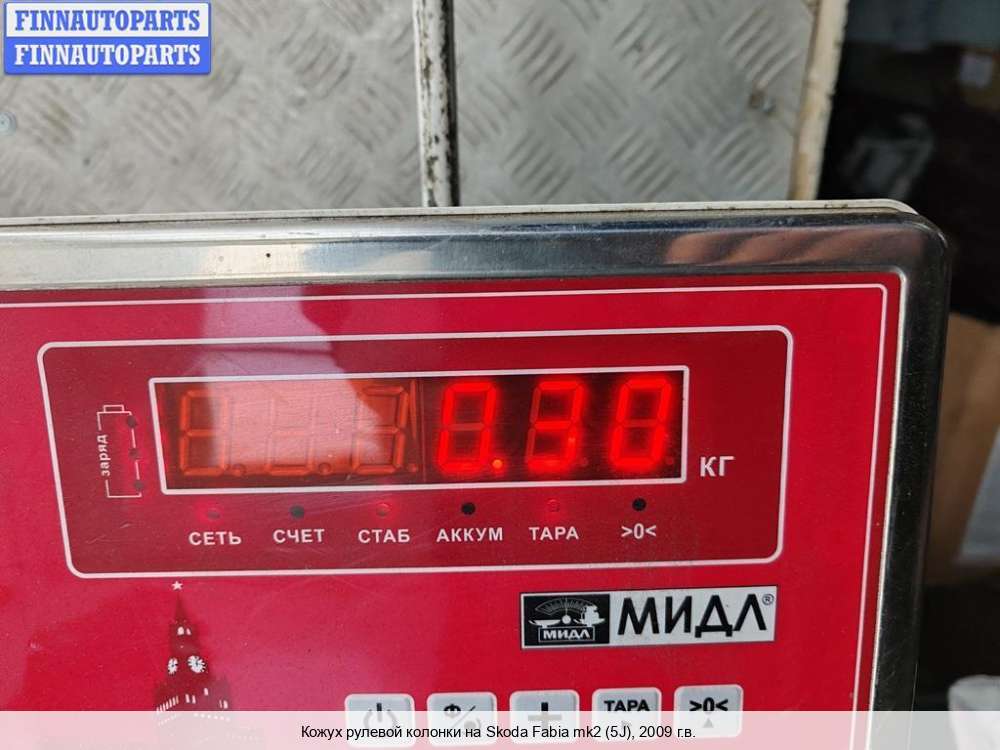 FINNAUTOPARTS
FINNAUTOPARTS
заряд
0.30
КГ
СЕТЬ СЧЕТ СТАБ АККУМ ТАРА >0<
МИДЛ
МИДЛ®
ТАРА >0<
Кожух рулевой колонки на Skoda Fabia mk2 (5J), 2009 г.в.